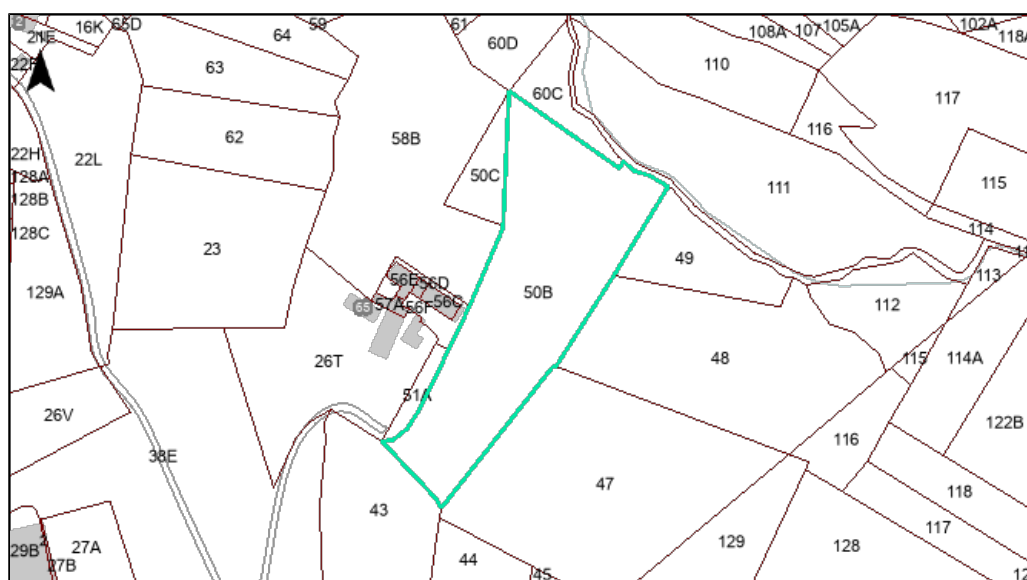 2
16K
65D
59
61
102A
2NE
64
60D
108A
107
105A
118A
63
110
60C
117
62
58B
116
22H
22L
50C
111
115
128A
128B
128C
23
114
49
113
129A
56E
56D
50B
65
57A
56F
56C
112
26T
48
115
114A
51A
26V
122B
116
38E
47
118
43
117
29B
27A
129
128
27B
44
45